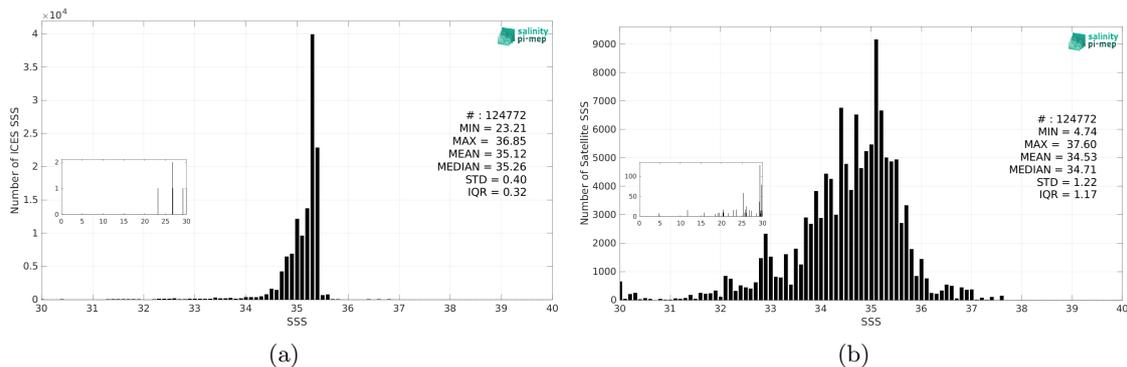 ×10⁴
4
3.5
3
2.5
2
1.5
1
0.5
0
Number of ICES SSS
salinity
pi-mep
# : 124772
MIN = 23.21
MAX = 36.85
MEAN = 35.12
MEDIAN = 35.26
STD = 0.40
IQR = 0.32
2
1
0
0 5 10 15 20 25 30
30 31 32 33 34 35 36 37 38 39 40
SSS
(a)
9000
8000
7000
6000
5000
4000
3000
2000
1000
0
Number of Satellite SSS
salinity
pi-mep
# : 124772
MIN = 4.74
MAX = 37.60
MEAN = 34.53
MEDIAN = 34.71
STD = 1.22
IQR = 1.17
100
50
0
0 5 10 15 20 25 30
30 31 32 33 34 35 36 37 38 39 40
SSS
(b)